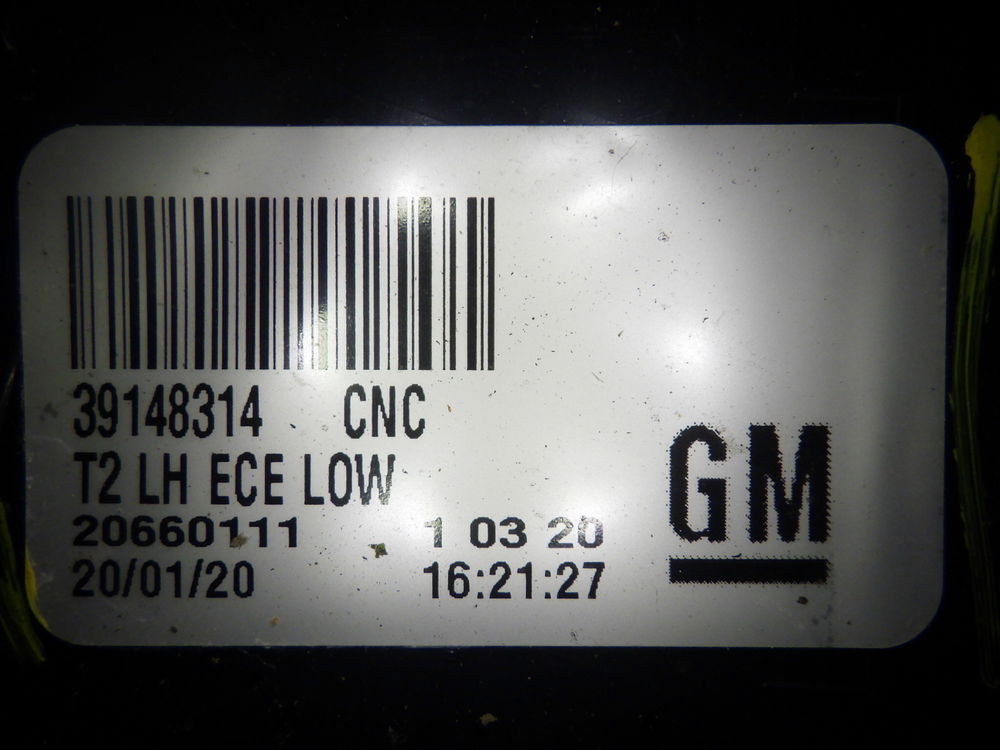 39148314 CNC
T2 LH ECE LOW
20660111 1 03 20
20/01/20 16:21:27
GM